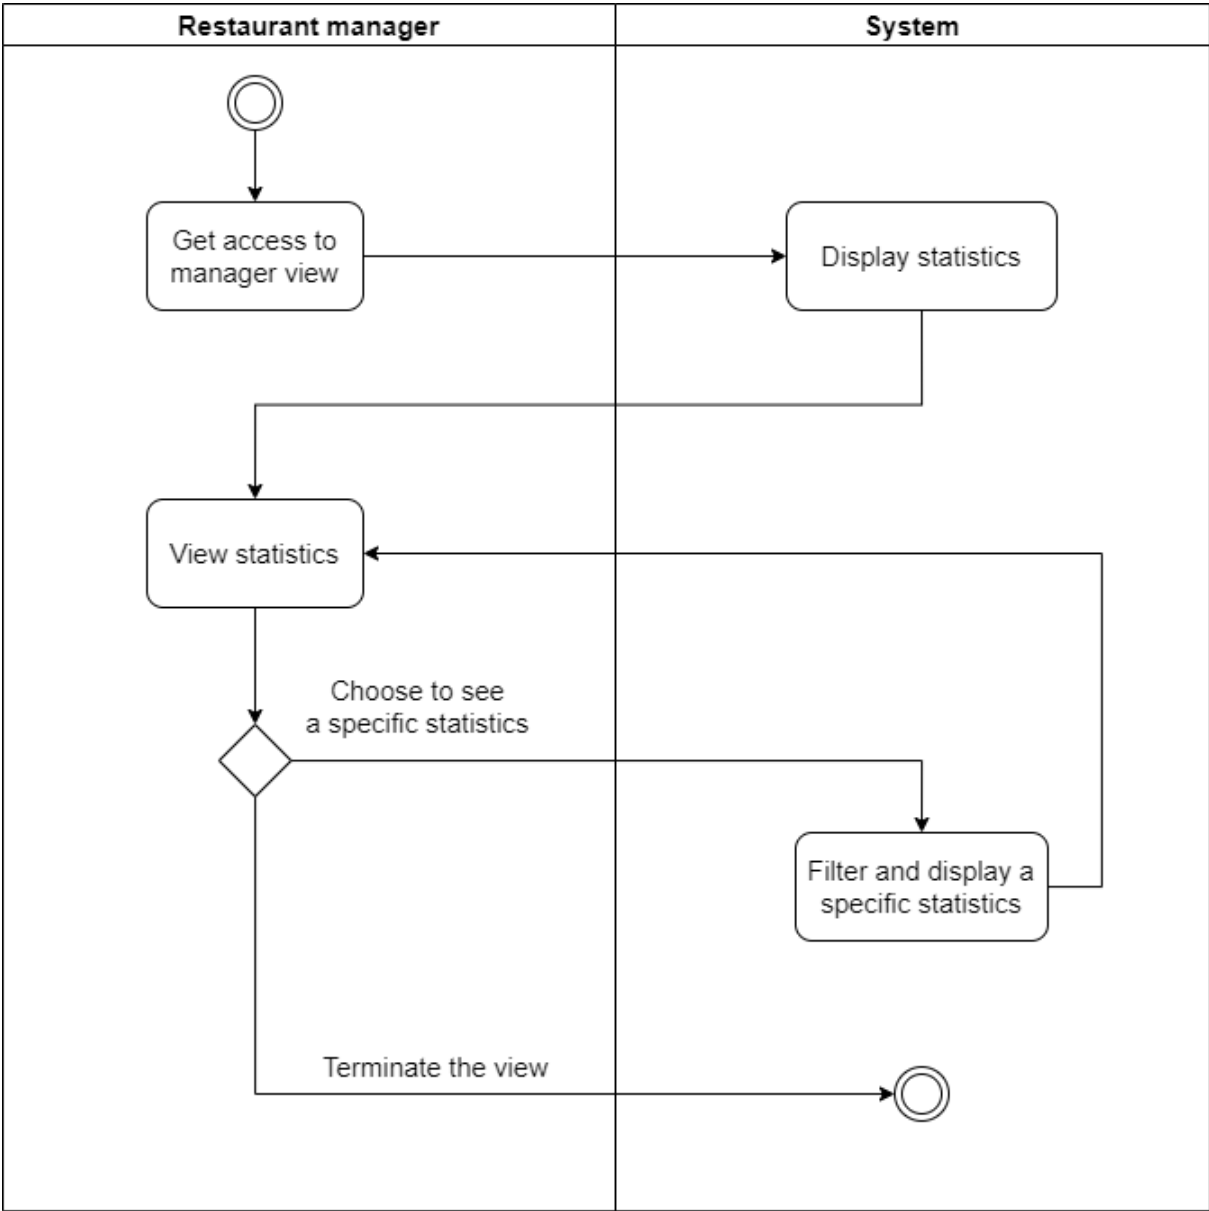 Restaurant manager
System
Get access to
manager view
Display statistics
View statistics
Choose to see
a specific statistics
Filter and display a
specific statistics
Terminate the view